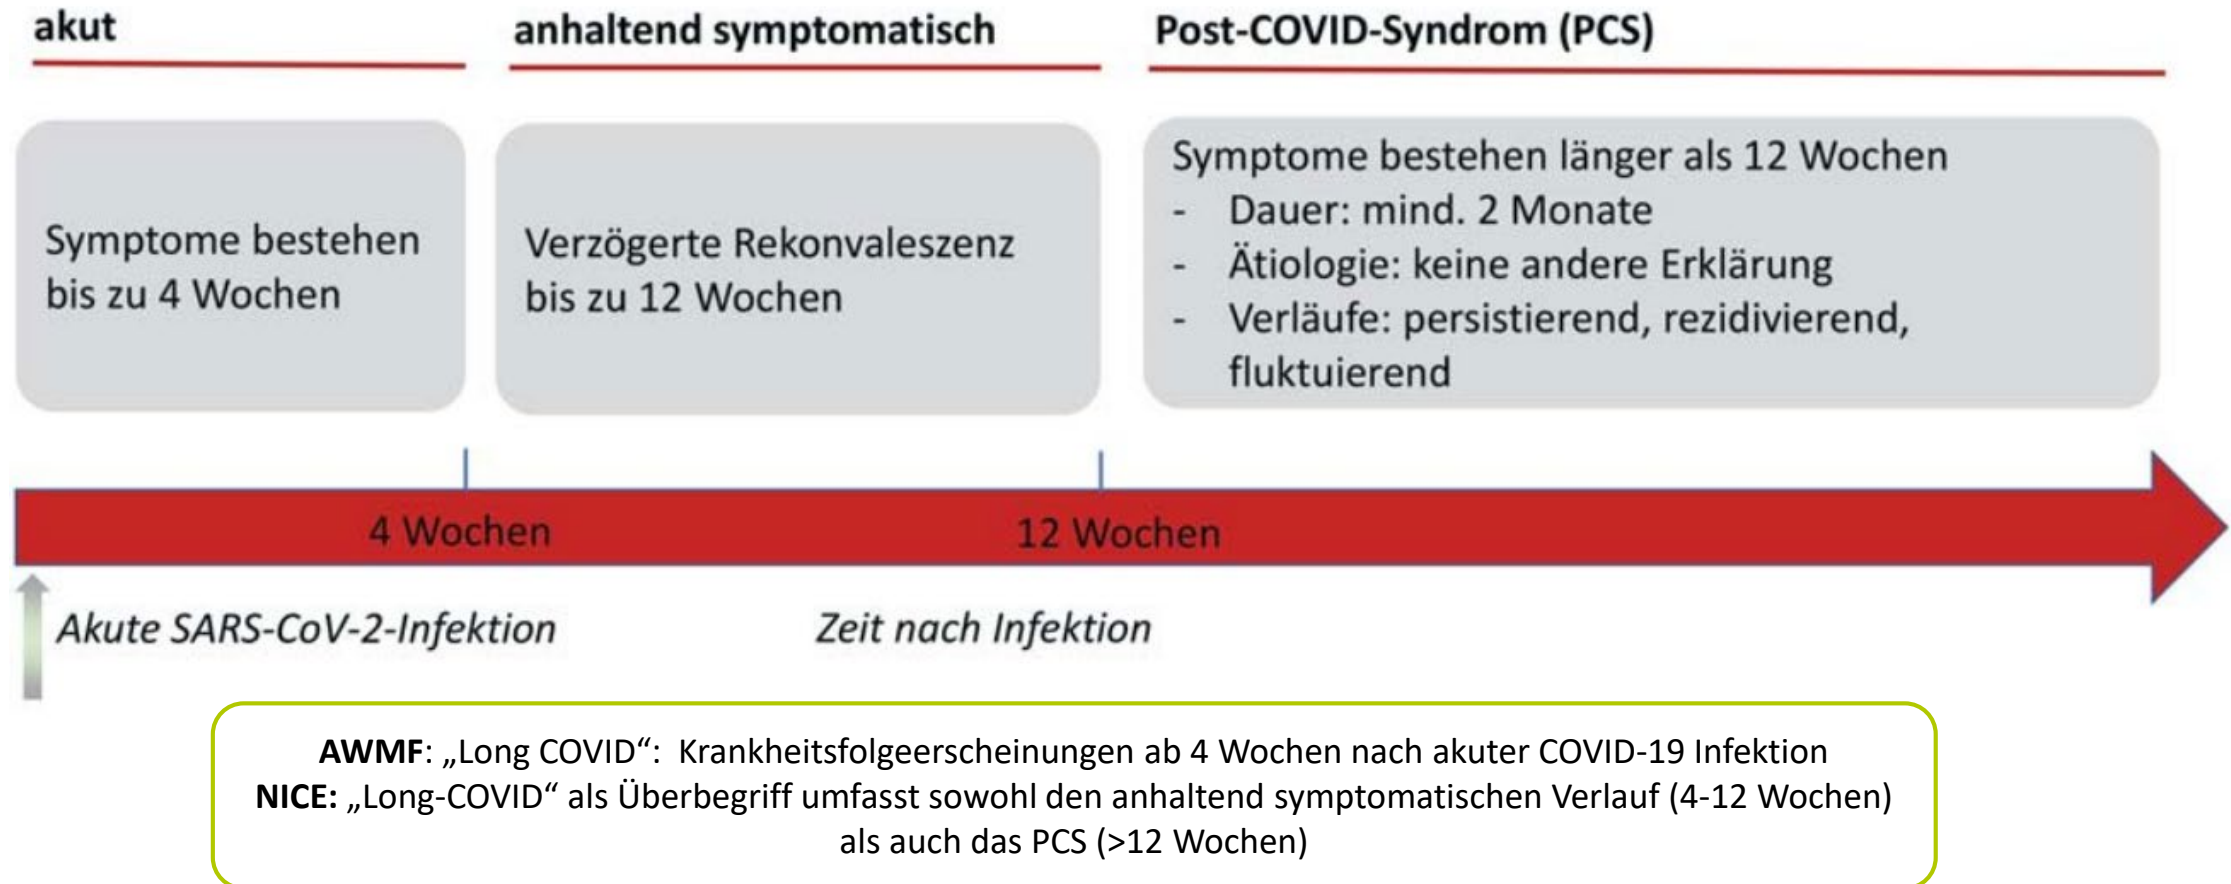 akut
anhaltend symptomatisch
Post-COVID-Syndrom (PCS)
Symptome bestehen
bis zu 4 Wochen
Verzögerte Rekonvaleszenz
bis zu 12 Wochen
Symptome bestehen länger als 12 Wochen
- Dauer: mind. 2 Monate
- Ätiologie: keine andere Erklärung
- Verläufe: persistierend, rezidivierend,
fluktuierend
4 Wochen
12 Wochen
Akute SARS-CoV-2-Infektion
Zeit nach Infektion
AWMF: „Long COVID“: Krankheitsfolgeerscheinungen ab 4 Wochen nach akuter COVID-19 Infektion
NICE: „Long-COVID“ als Überbegriff umfasst sowohl den anhaltend symptomatischen Verlauf (4-12 Wochen)
als auch das PCS (>12 Wochen)